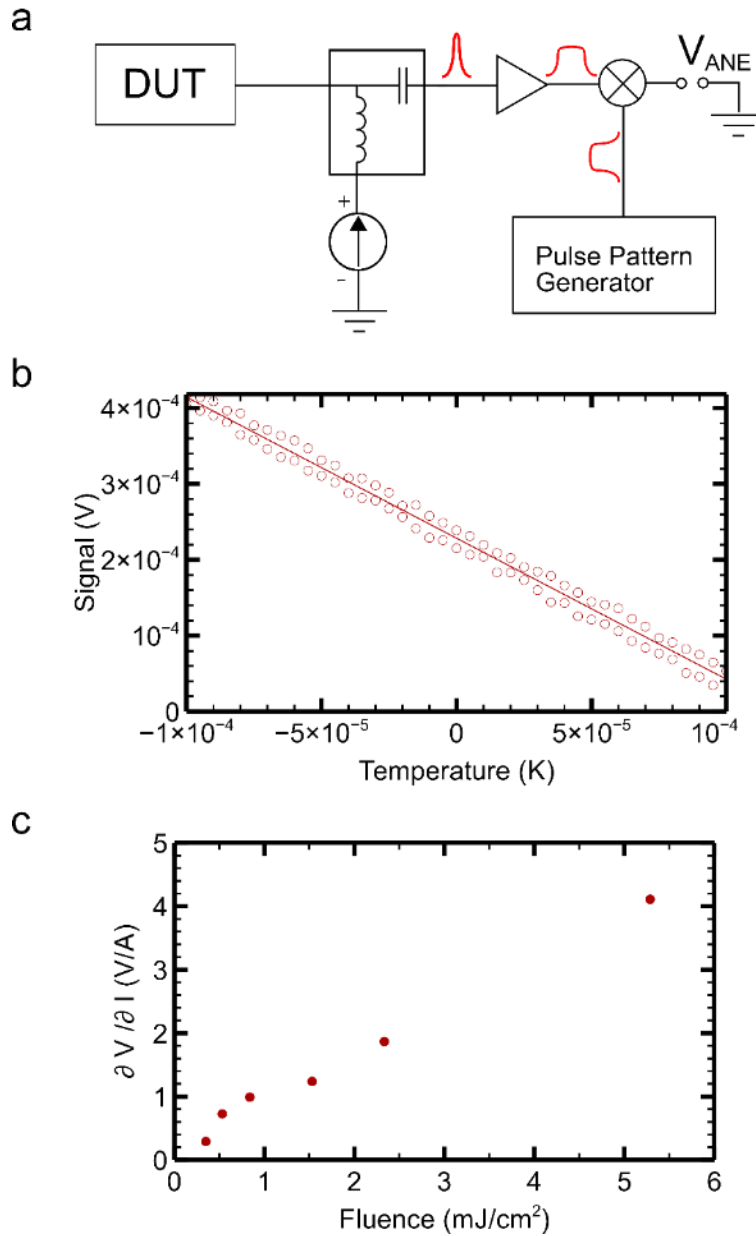 a
DUT
V_ANE
+
−
Pulse Pattern
Generator
b
4×10⁻⁴
3×10⁻⁴
2×10⁻⁴
10⁻⁴
0
Signal (V)
−1×10⁻⁴ −5×10⁻⁵ 0 5×10⁻⁵ 10⁻⁴
Temperature (K)
c
5
4
3
2
1
0
∂ V /∂ I (V/A)
0 1 2 3 4 5 6
Fluence (mJ/cm²)